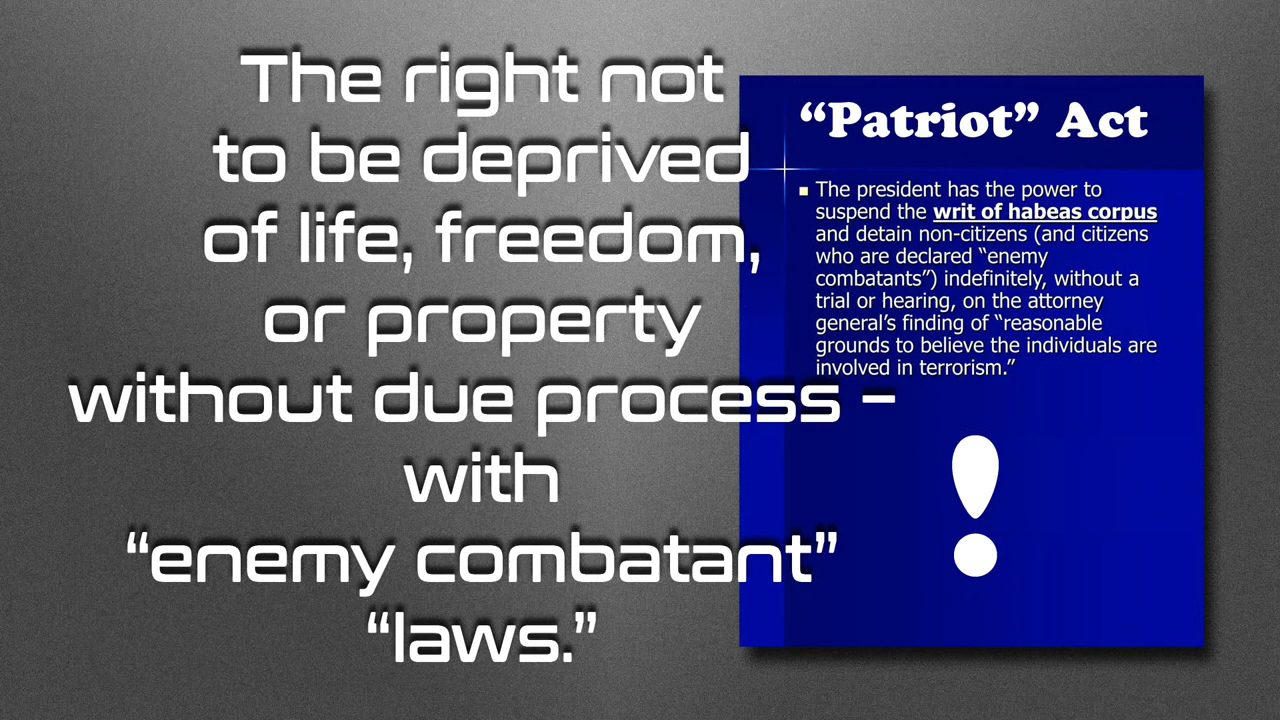 The right not
to be deprived
of life, freedom,
or property
without due process –
with
“enemy combatant”
“laws.”
“Patriot” Act
The president has the power to
suspend the writ of habeas corpus
and detain non-citizens (and citizens
who are declared “enemy
combatants”) indefinitely, without a
trial or hearing, on the attorney
general’s finding of “reasonable
grounds to believe the individuals are
involved in terrorism.”
!